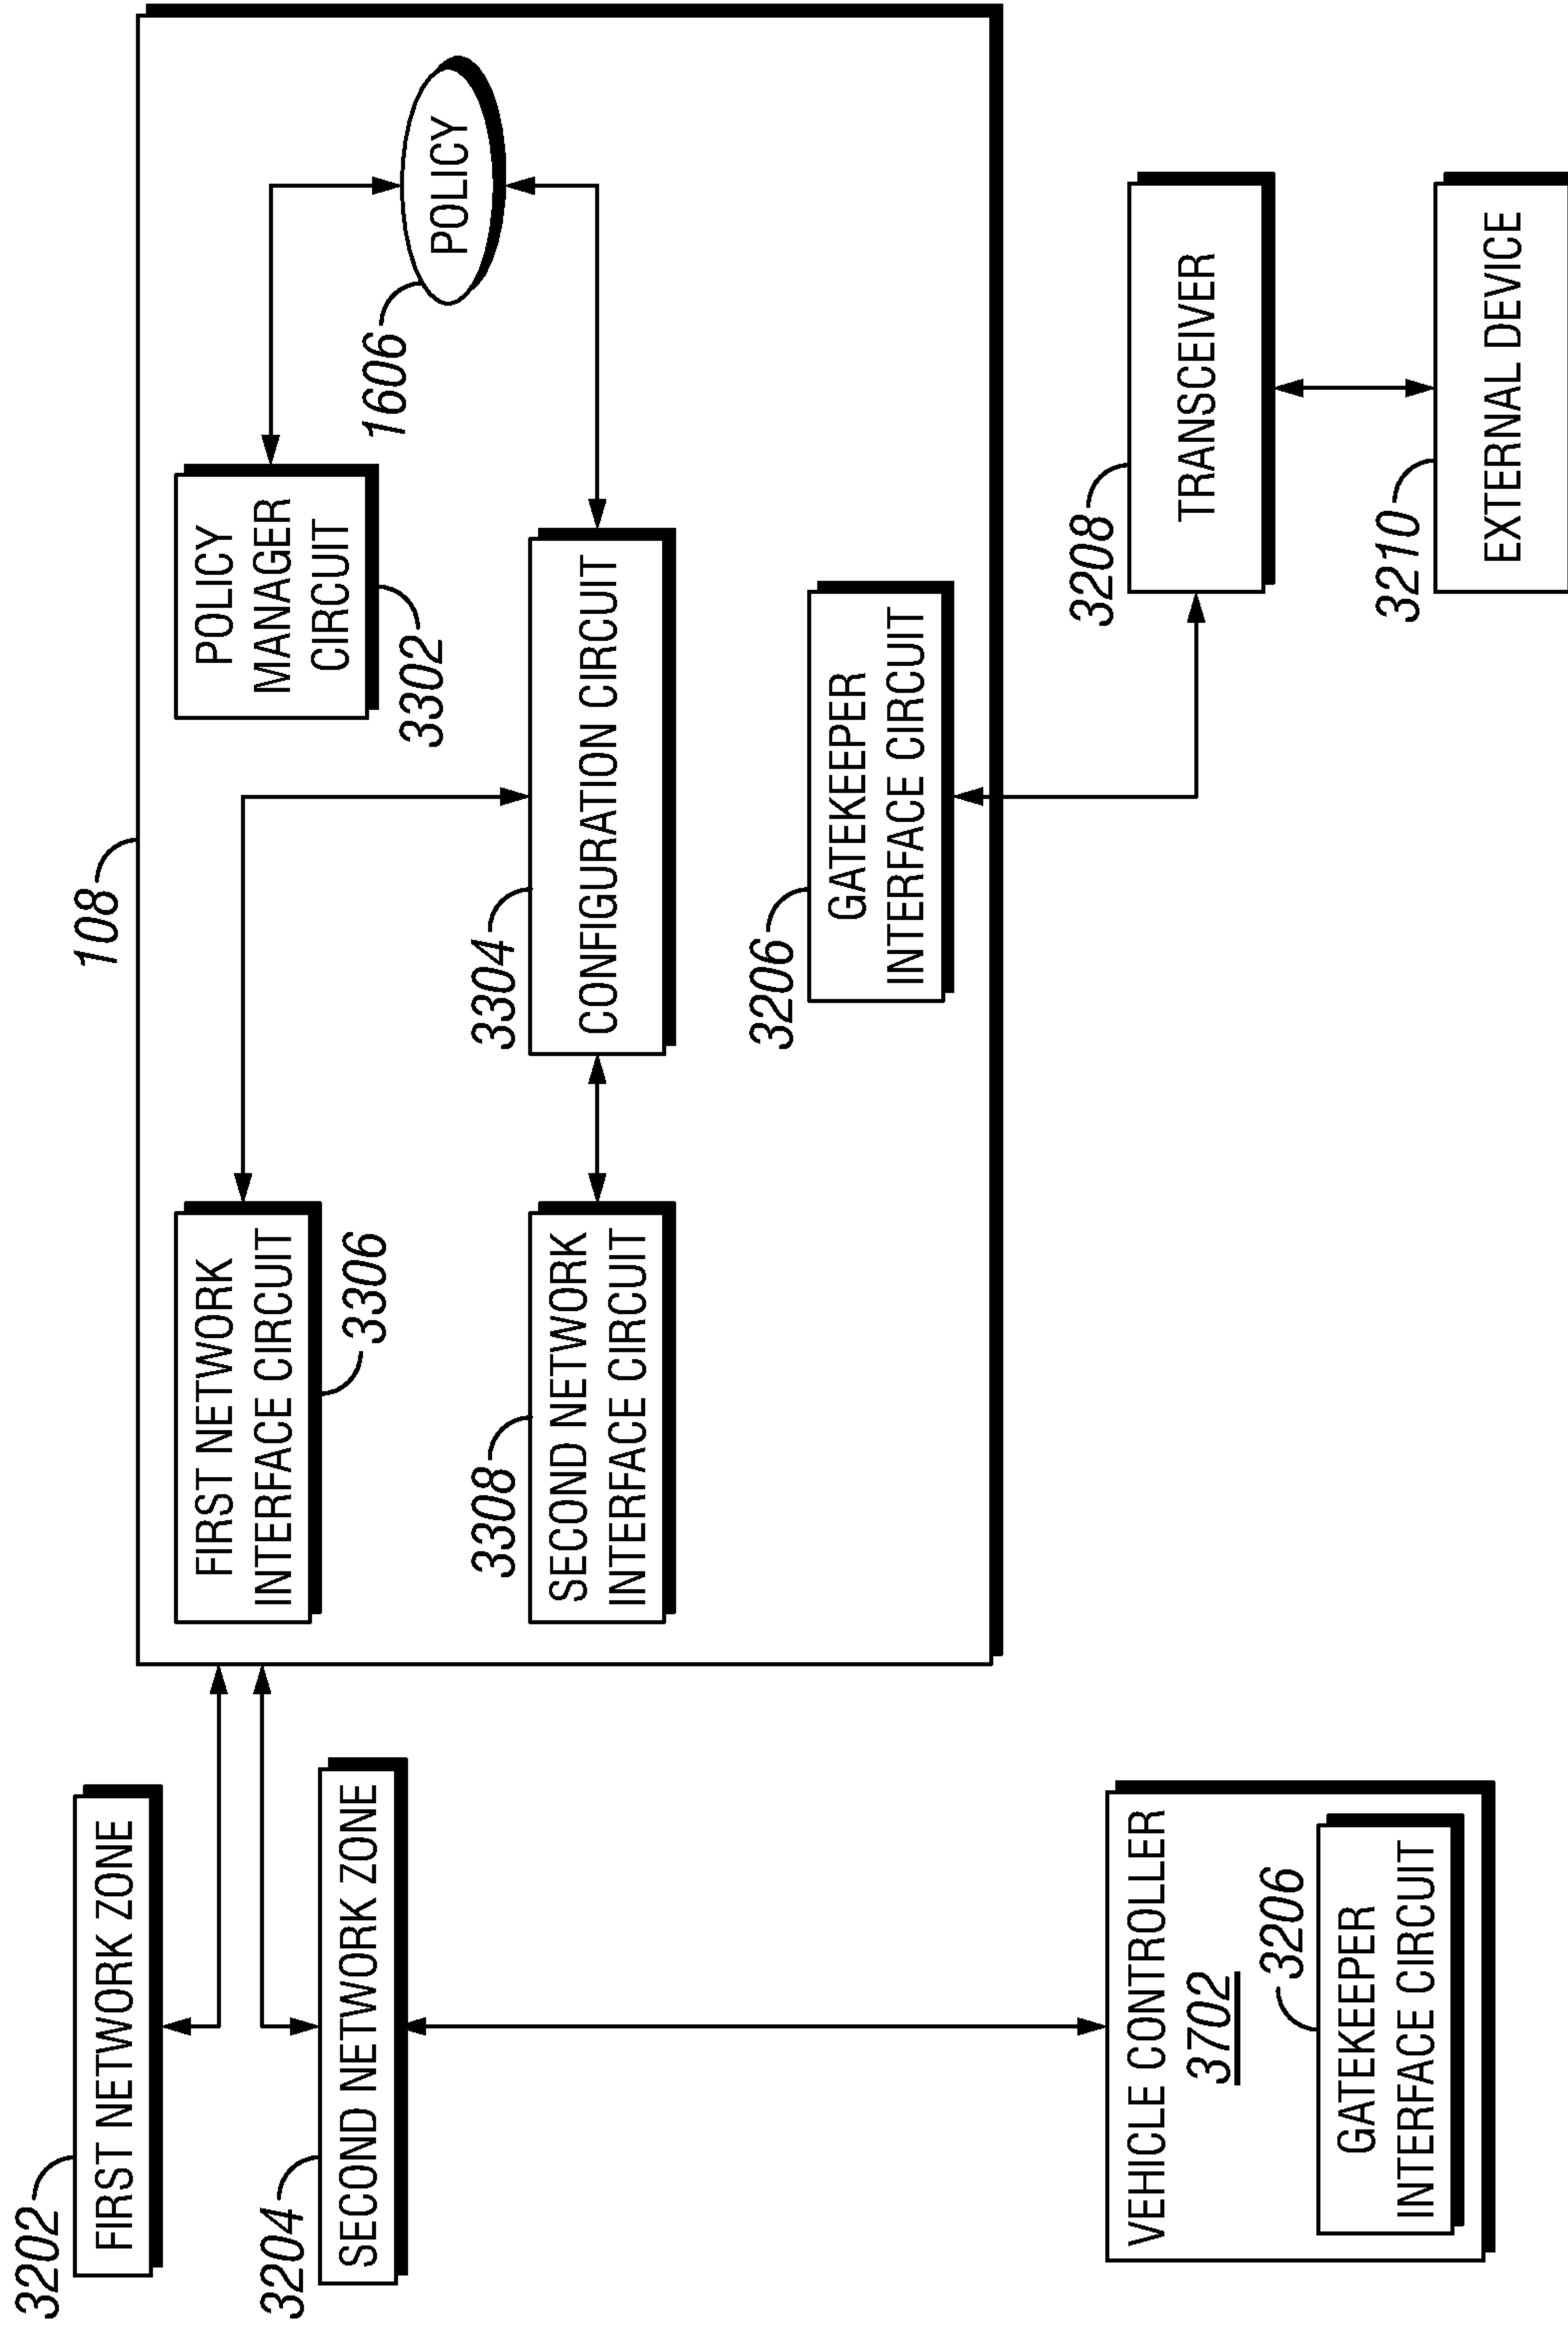 108
3202
FIRST NETWORK ZONE
3204
SECOND NETWORK ZONE
FIRST NETWORK
INTERFACE CIRCUIT
3306
POLICY
MANAGER
CIRCUIT
3302
1606
POLICY
3308
SECOND NETWORK
INTERFACE CIRCUIT
3304
CONFIGURATION CIRCUIT
3206
GATEKEEPER
INTERFACE CIRCUIT
VEHICLE CONTROLLER
3702
3206
GATEKEEPER
INTERFACE CIRCUIT
3208
TRANSCEIVER
3210
EXTERNAL DEVICE